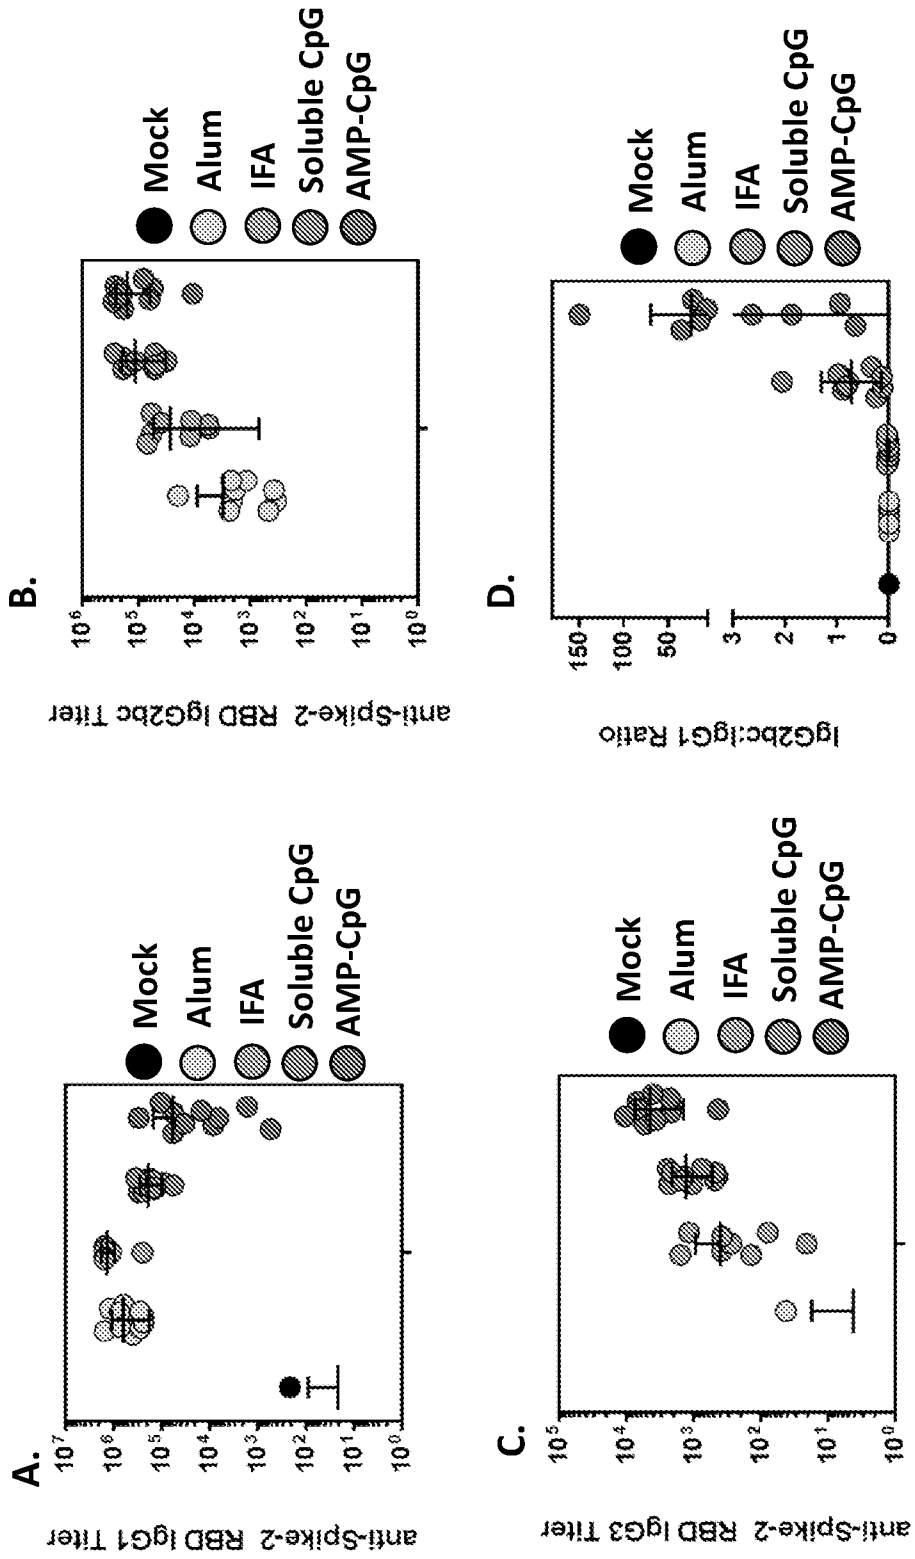 A.
anti-Spike-2 RBD IgG1 Titer
10⁷
10⁶
10⁵
10⁴
10³
10²
10¹
10⁰
Mock
Alum
IFA
Soluble CpG
AMP-CpG
B.
anti-Spike-2 RBD IgG2bc Titer
10⁶
10⁵
10⁴
10³
10²
10¹
10⁰
Mock
Alum
IFA
Soluble CpG
AMP-CpG
C.
anti-Spike-2 RBD IgG3 Titer
10⁵
10⁴
10³
10²
10¹
10⁰
Mock
Alum
IFA
Soluble CpG
AMP-CpG
D.
IgG2bc:IgG1 Ratio
150
100
50
3
2
1
0
Mock
Alum
IFA
Soluble CpG
AMP-CpG